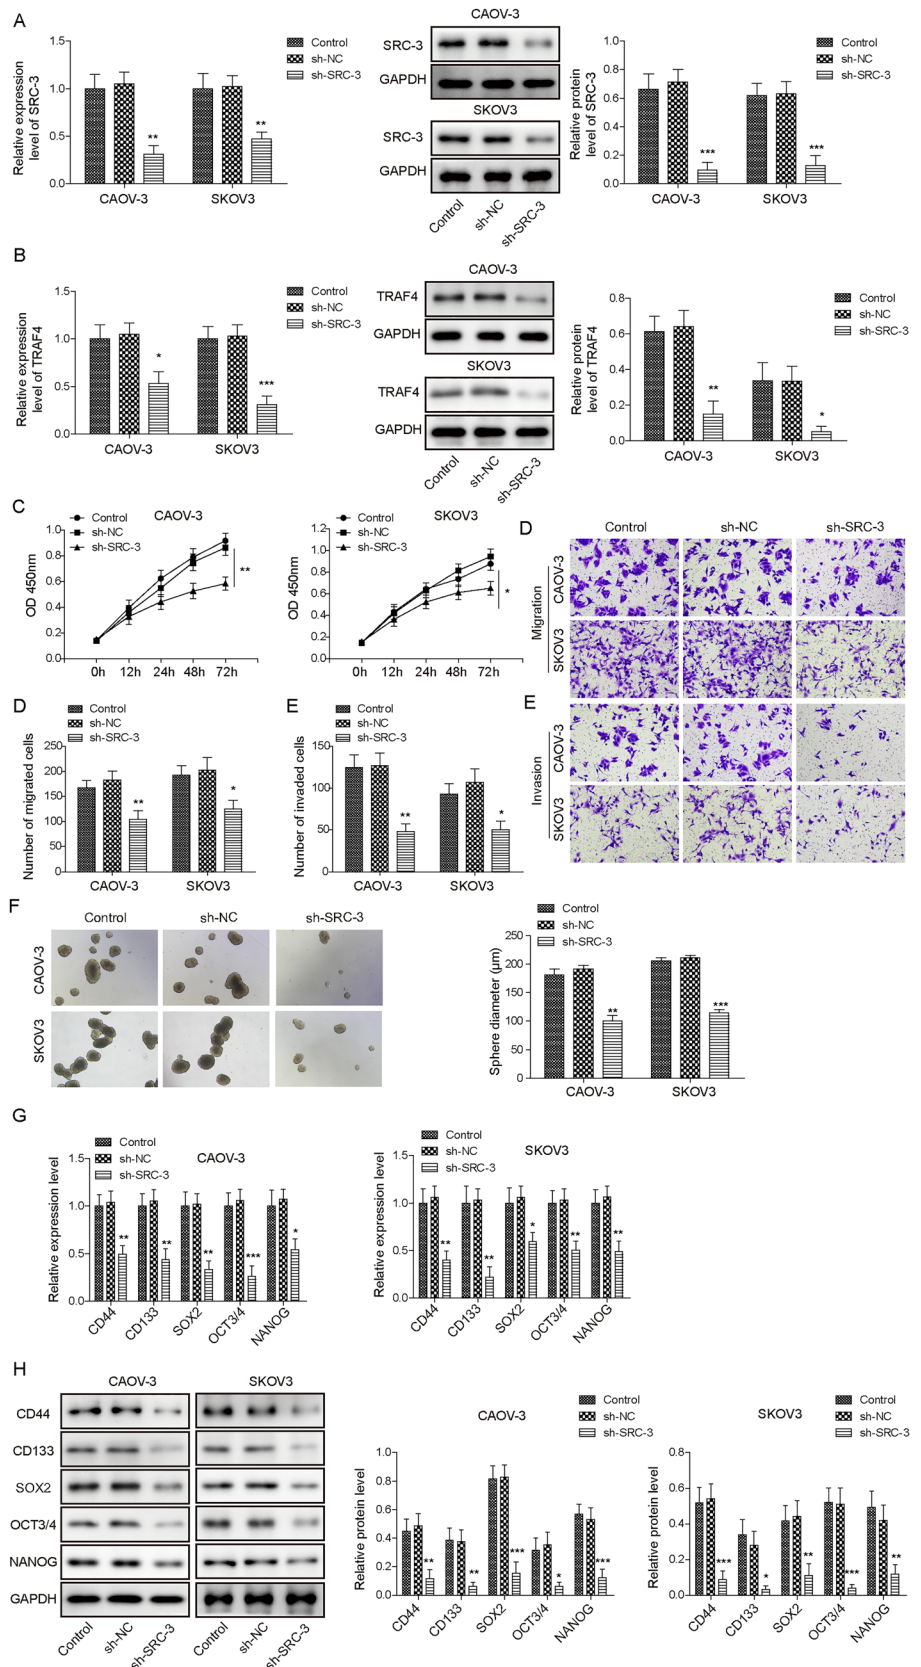 A
Relative expression
level of SRC-3
1.5
1.0
0.5
0.0
Control
sh-NC
sh-SRC-3
**
**
CAOV-3
SKOV3
CAOV-3
SRC-3
GAPDH
SKOV3
SRC-3
GAPDH
Control
sh-NC
sh-SRC-3
Relative protein
level of SRC-3
1.0
0.8
0.6
0.4
0.2
0.0
Control
sh-NC
sh-SRC-3
***
***
CAOV-3
SKOV3
B
Relative expression
level of TRAF4
1.5
1.0
0.5
0.0
Control
sh-NC
sh-SRC-3
*
***
CAOV-3
SKOV3
CAOV-3
TRAF4
GAPDH
SKOV3
TRAF4
GAPDH
Control
sh-NC
sh-SRC-3
Relative protein
level of TRAF4
0.8
0.6
0.4
0.2
0.0
Control
sh-NC
sh-SRC-3
**
*
CAOV-3
SKOV3
C
Control
sh-NC
sh-SRC-3
CAOV-3
OD 450nm
1.0
0.8
0.6
0.4
0.2
0.0
**
0h 12h 24h 48h 72h
Control
sh-NC
sh-SRC-3
SKOV3
OD 450nm
1.2
1.0
0.8
0.6
0.4
0.2
0.0
*
0h 12h 24h 48h 72h
D
Control
sh-NC
sh-SRC-3
Migration
CAOV-3
SKOV3
E
Invasion
CAOV-3
SKOV3
D
Control
sh-NC
sh-SRC-3
Number of migrated cells
250
200
150
100
50
0
**
*
CAOV-3
SKOV3
E
Control
sh-NC
sh-SRC-3
Number of invaded cells
150
100
50
0
**
*
CAOV-3
SKOV3
F
Control
sh-NC
sh-SRC-3
CAOV-3
SKOV3
Control
sh-NC
sh-SRC-3
Sphere diameter (μm)
250
200
150
100
50
0
**
***
CAOV-3
SKOV3
G
Control
sh-NC
sh-SRC-3
CAOV-3
Relative expression level
1.5
1.0
0.5
0.0
**
**
**
***
*
CD44
CD133
SOX2
OCT3/4
NANOG
Control
sh-NC
sh-SRC-3
SKOV3
Relative expression level
1.5
1.0
0.5
0.0
**
**
*
**
**
CD44
CD133
SOX2
OCT3/4
NANOG
H
CAOV-3
SKOV3
CD44
CD133
SOX2
OCT3/4
NANOG
GAPDH
Control
sh-NC
sh-SRC-3
Control
sh-NC
sh-SRC-3
Control
sh-NC
sh-SRC-3
CAOV-3
Relative protein level
1.0
0.8
0.6
0.4
0.2
0.0
**
**
***
*
***
CD44
CD133
SOX2
OCT3/4
NANOG
Control
sh-NC
sh-SRC-3
SKOV3
Relative protein level
0.8
0.6
0.4
0.2
0.0
***
*
**
***
**
CD44
CD133
SOX2
OCT3/4
NANOG